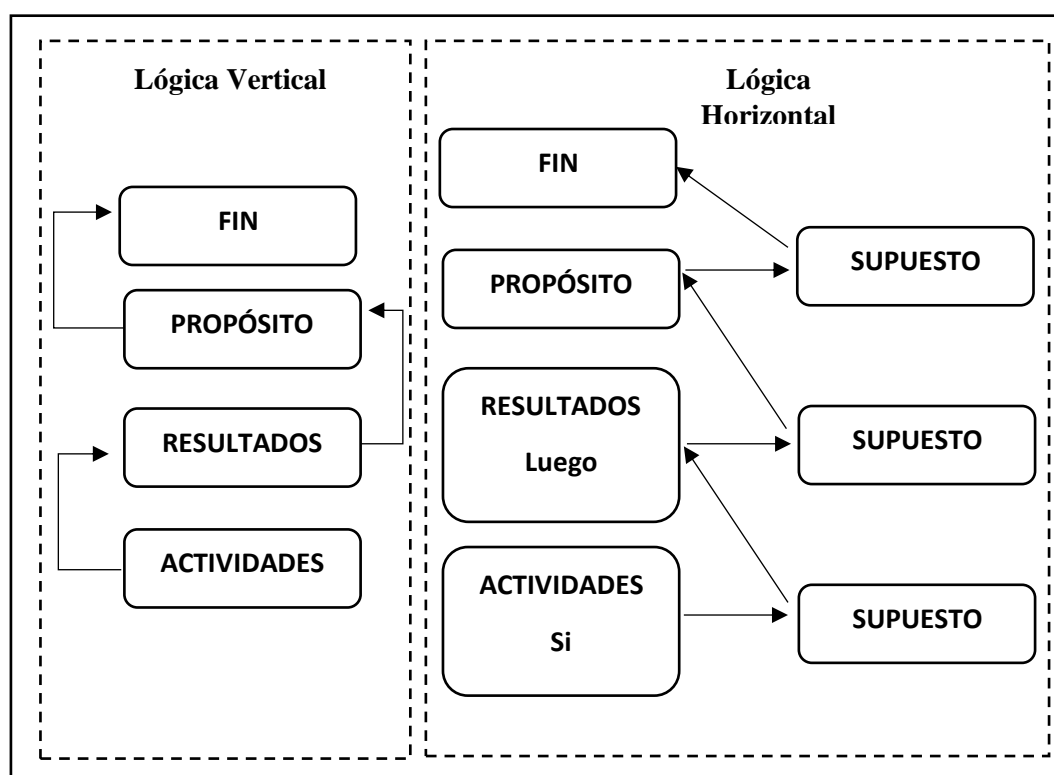 Lógica Vertical
FIN
PROPÓSITO
RESULTADOS
ACTIVIDADES
Lógica
Horizontal
FIN
SUPUESTO
PROPÓSITO
RESULTADOS
Luego
SUPUESTO
ACTIVIDADES
Si
SUPUESTO